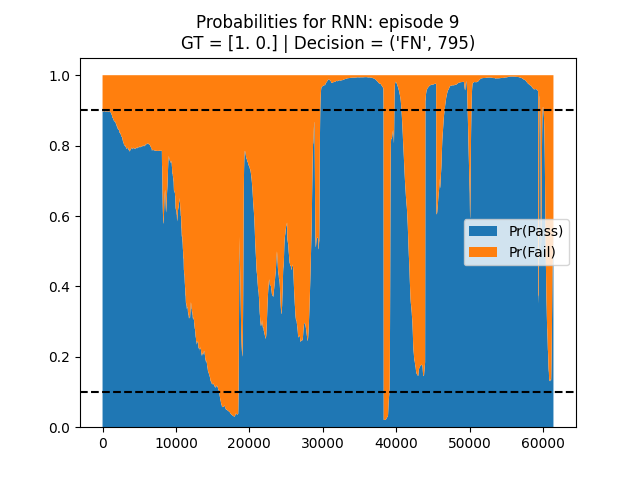 Probabilities for RNN: episode 9
GT = [1. 0.] | Decision = ('FN', 795)
1.0
0.8
0.6
0.4
0.2
0.0
Pr(Pass)
Pr(Fail)
0 10000 20000 30000 40000 50000 60000